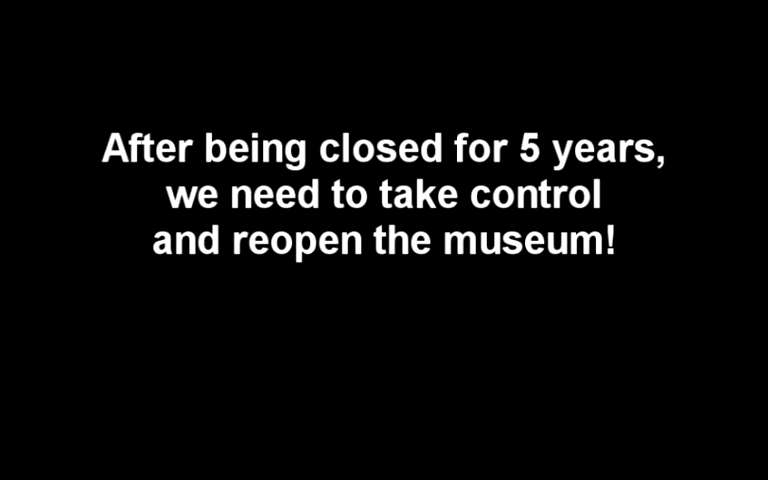 After being closed for 5 years,
we need to take control
and reopen the museum!